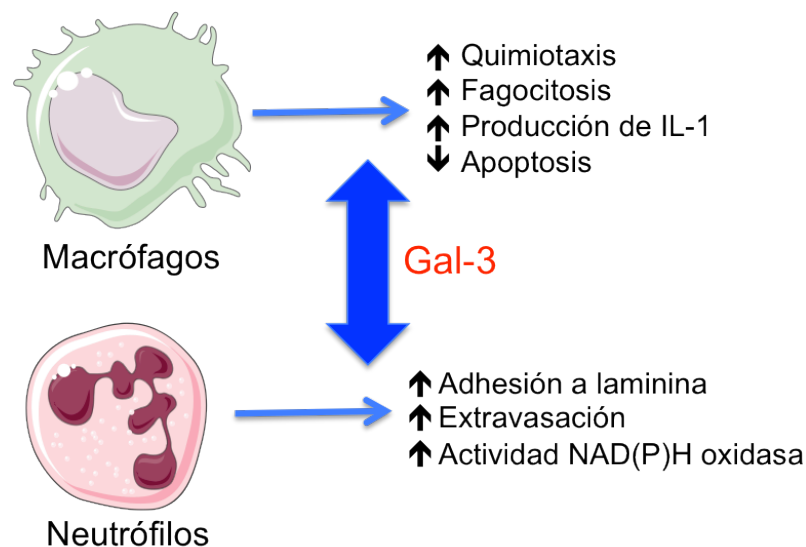 Quimiotaxis
Fagocitosis
Producción de IL-1
Apoptosis
Macrófagos
Gal-3
Adhesión a laminina
Extravasación
Actividad NAD(P)H oxidasa
Neutrófilos